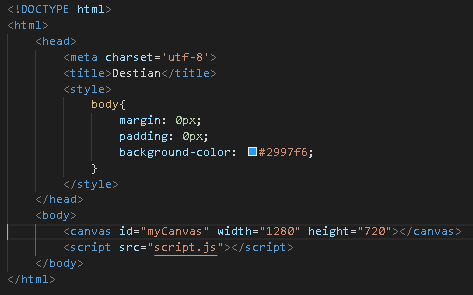 <!DOCTYPE html>
<html>
    <head>
        <meta charset='utf-8'>
        <title>Destian</title>
        <style>
            body{
                margin: 0px;
                padding: 0px;
                background-color: #2997f6;
            }
        </style>
    </head>
    <body>
        <canvas id="myCanvas" width="1280" height="720"></canvas>
        <script src="script.js"></script>
    </body>
</html>